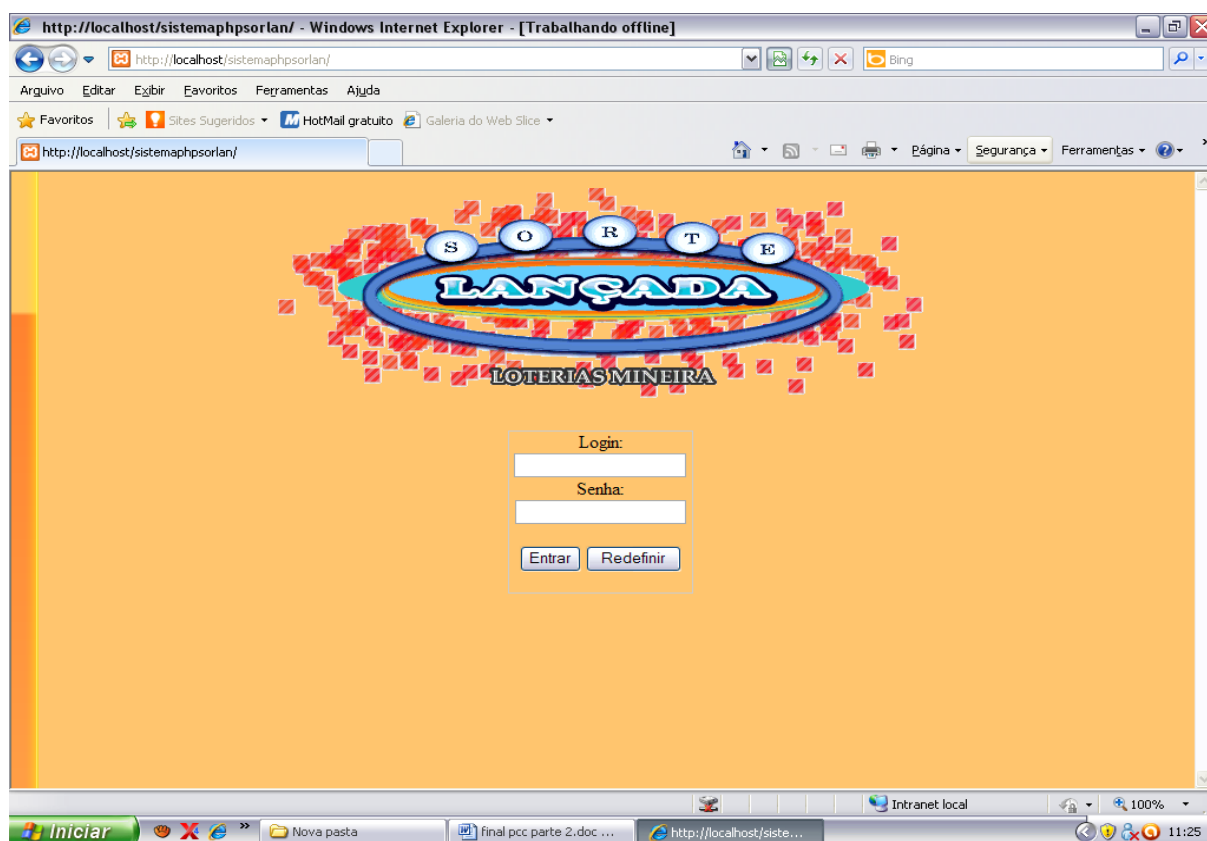 http://localhost/sistemaphpsorlan/ - Windows Internet Explorer - [Trabalhando offline]
http://localhost/sistemaphpsorlan/
Bing
Arquivo Editar Exibir Favoritos Ferramentas Ajuda
Favoritos Sites Sugeridos HotMail gratuito Galeria do Web Slice
http://localhost/sistemaphpsorlan/ Página Segurança Ferramentas
SORTE
LANÇADA
LOTERIAS MINEIRA
Login:
Senha:
Entrar Redefinir
Intranet local 100%
Iniciar Nova pasta final pcc parte 2.doc ... http://localhost/siste... 11:25